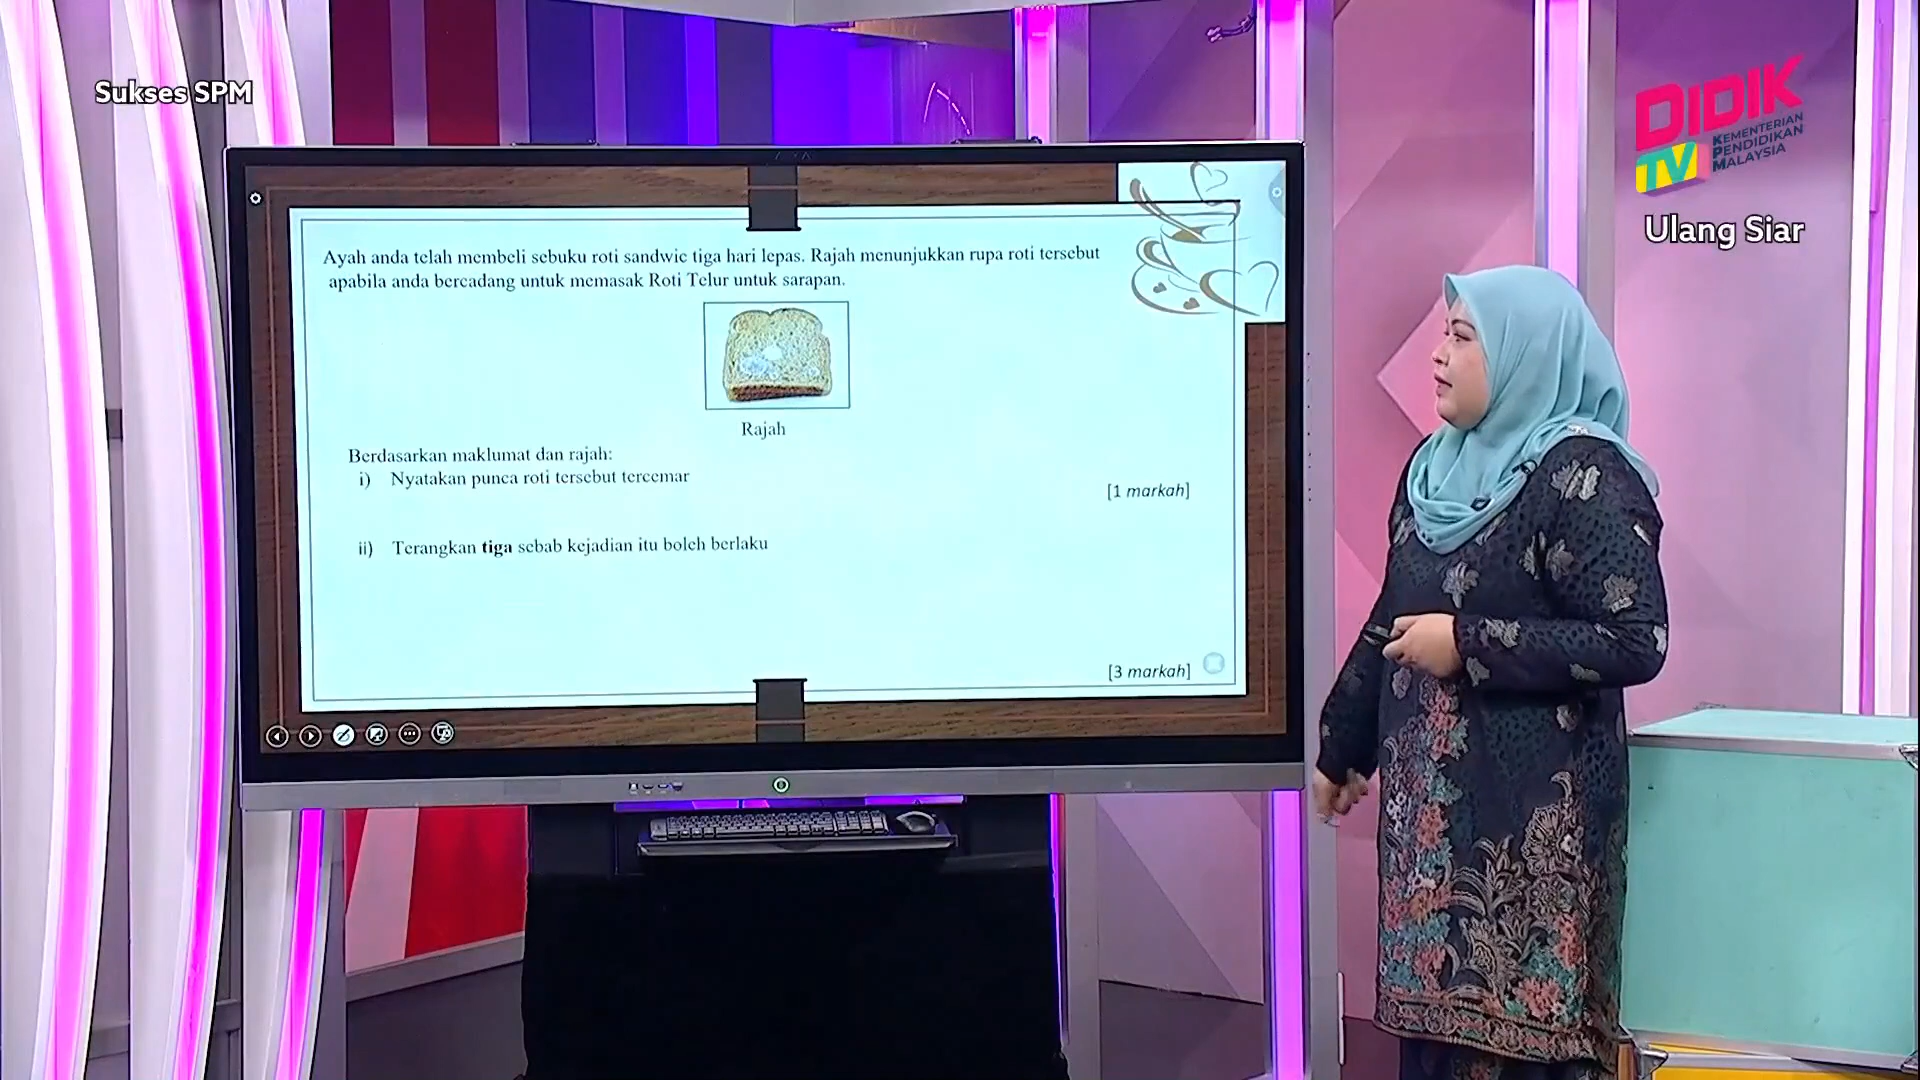 Sukses SPM
DIDIK
TV
KEMENTERIAN
PENDIDIKAN
MALAYSIA
Ulang Siar
Ayah anda telah membeli sebuku roti sandwic tiga hari lepas. Rajah menunjukkan rupa roti tersebut
apabila anda bercadang untuk memasak Roti Telur untuk sarapan.
Rajah
Berdasarkan maklumat dan rajah:
i) Nyatakan punca roti tersebut tercemar
[1 markah]
ii) Terangkan tiga sebab kejadian itu boleh berlaku
[3 markah]